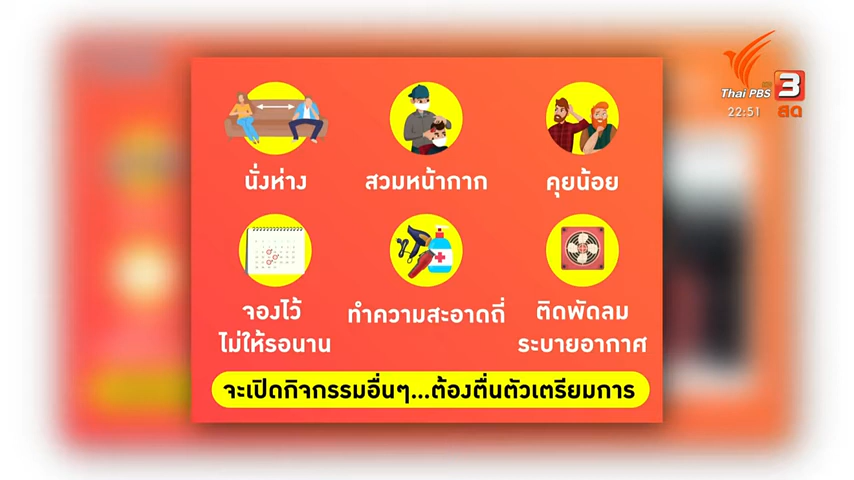 Thai PBS 3
22:51 สด
นั่งห่าง
สวมหน้ากาก
คุยน้อย
จองไว้
ไม่ให้รอนาน
ทำความสะอาดถี่
ติดพัดลม
ระบายอากาศ
จะเปิดกิจกรรมอื่นๆ...ต้องตื่นตัวเตรียมการ